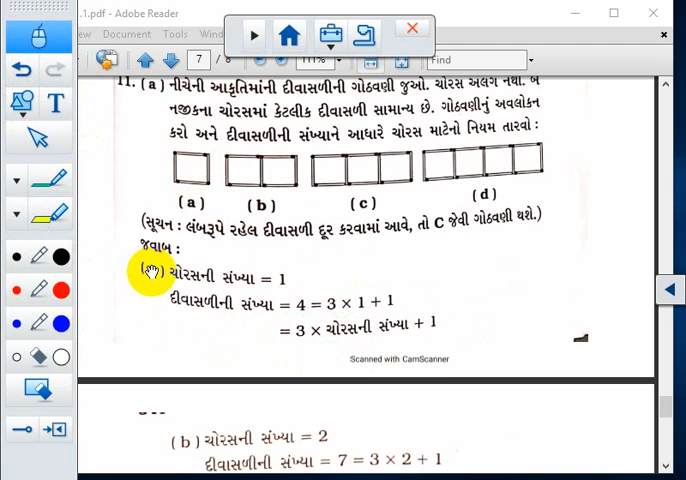 .1.pdf - Adobe Reader
Document Tools Window Help
7 / 8 111% Find
11. (a) નીચેની આકૃતિમાંની દીવાસળીની ગોઠવણી જુઓ. ચોરસ અલગ નથી. બે
નજીકના ચોરસમાં કેટલીક દીવાસળી સામાન્ય છે. ગોઠવણીનું અવલોકન
કરો અને દીવાસળીની સંખ્યાને આધારે ચોરસ માટેનો નિયમ તારવો :
(a) (b) (c) (d)
(સૂચન : લંબરૂપે રહેલ દીવાસળી દૂર કરવામાં આવે, તો C જેવી ગોઠવણી થશે.)
જવાબ :
ચોરસની સંખ્યા = 1
દીવાસળીની સંખ્યા = 4 = 3 × 1 + 1
= 3 × ચોરસની સંખ્યા + 1
Scanned with CamScanner
(b) ચોરસની સંખ્યા = 2
દીવાસળીની સંખ્યા = 7 = 3 × 2 + 1